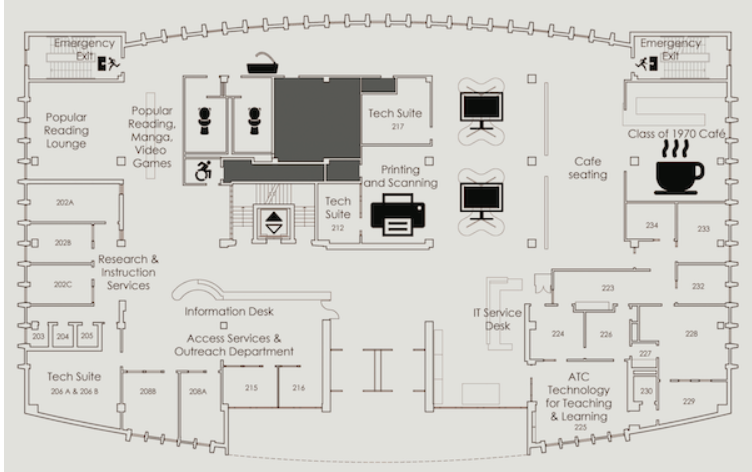 Emergency
Exit
Emergency
Exit
Popular
Reading
Lounge
Popular
Reading,
Manga,
Video
Games
Tech Suite
217
Class of 1970 Café
Printing
and Scanning
Cafe
seating
202A
Tech
Suite
212
234
233
202B
Research &
Instruction
Services
202C
223
232
Information Desk
IT Service
Desk
203
204
205
Access Services &
Outreach Department
224
226
228
227
Tech Suite
206 A & 206 B
208B
208A
215
216
ATC
Technology
for Teaching
& Learning
225
230
229